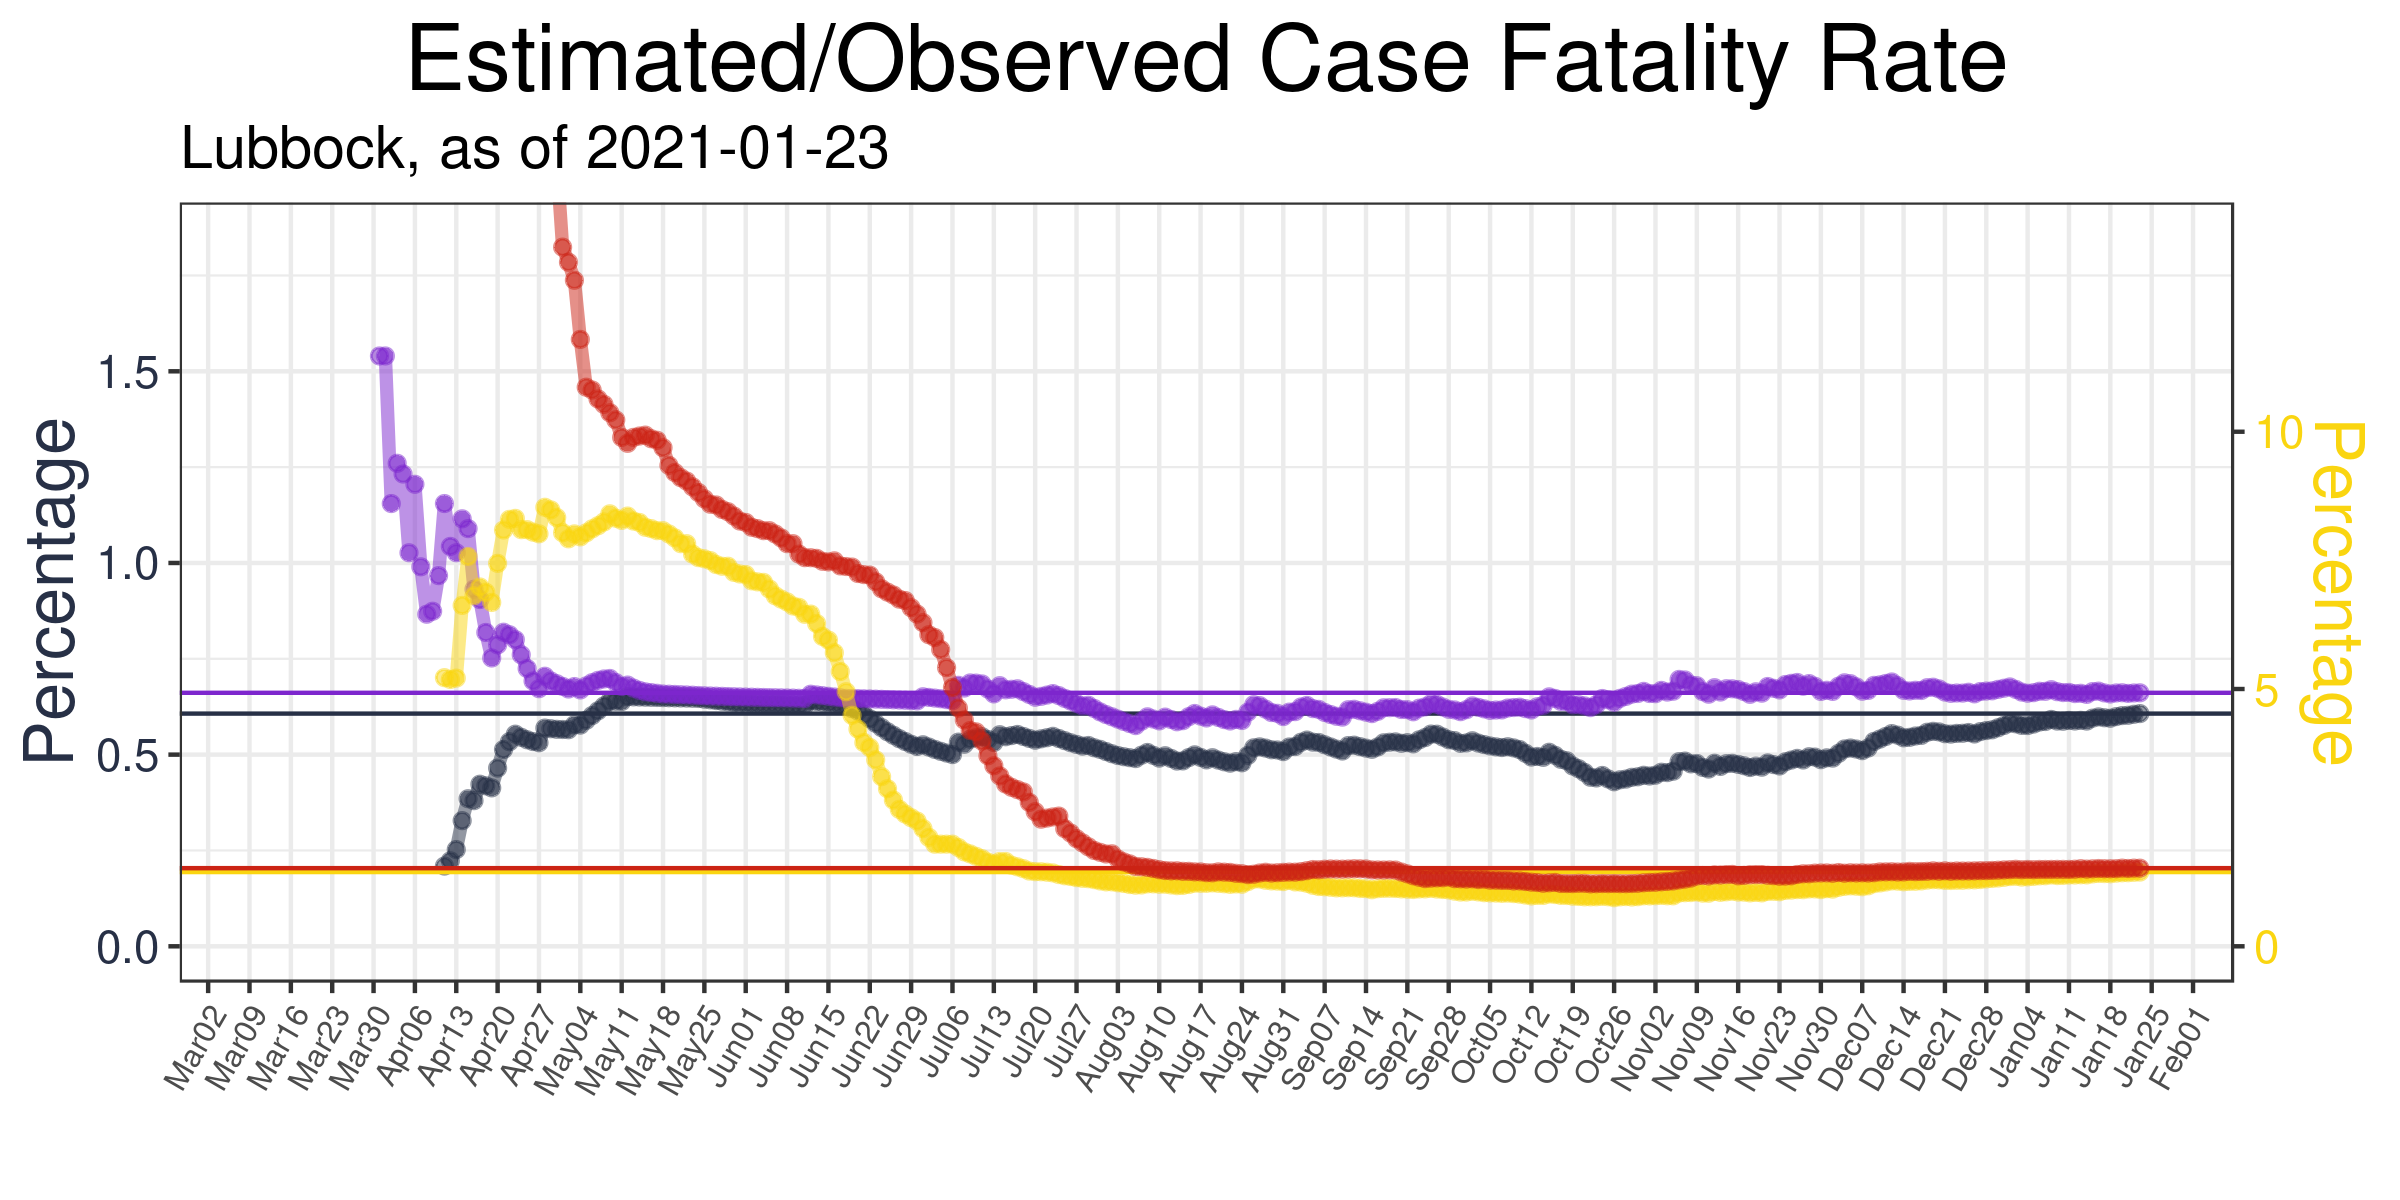 Estimated/Observed Case Fatality Rate
Lubbock, as of 2021-01-23
Percentage
1.5
1.0
0.5
0.0
10
5
0
Percentage
Mar02
Mar09
Mar16
Mar23
Mar30
Apr06
Apr13
Apr20
Apr27
May04
May11
May18
May25
Jun01
Jun08
Jun15
Jun22
Jun29
Jul06
Jul13
Jul20
Jul27
Aug03
Aug10
Aug17
Aug24
Aug31
Sep07
Sep14
Sep21
Sep28
Oct05
Oct12
Oct19
Oct26
Nov02
Nov09
Nov16
Nov23
Nov30
Dec07
Dec14
Dec21
Dec28
Jan04
Jan11
Jan18
Jan25
Feb01